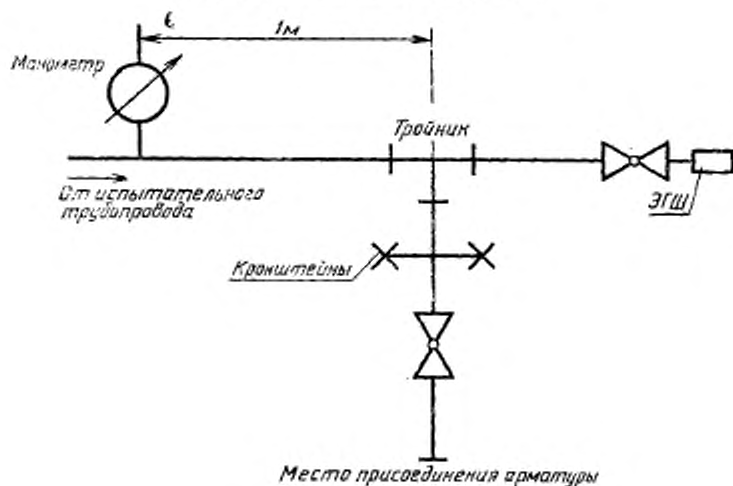 1м
Манометр
Тройник
От испытательного
трубопровода
ЭГШ
Кронштейны
Место присоединения арматуры